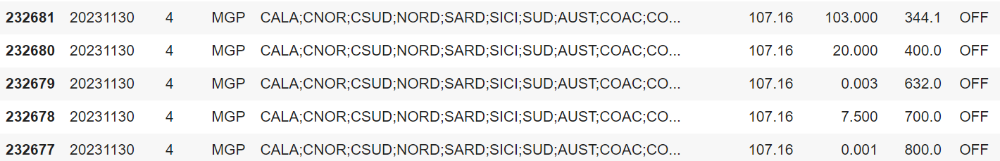 232681 20231130 4 MGP CALA;CNOR;CSUD;NORD;SARD;SICI;SUD;AUST;COAC;CO... 107.16 103.000 344.1 OFF
232680 20231130 4 MGP CALA;CNOR;CSUD;NORD;SARD;SICI;SUD;AUST;COAC;CO... 107.16 20.000 400.0 OFF
232679 20231130 4 MGP CALA;CNOR;CSUD;NORD;SARD;SICI;SUD;AUST;COAC;CO... 107.16 0.003 632.0 OFF
232678 20231130 4 MGP CALA;CNOR;CSUD;NORD;SARD;SICI;SUD;AUST;COAC;CO... 107.16 7.500 700.0 OFF
232677 20231130 4 MGP CALA;CNOR;CSUD;NORD;SARD;SICI;SUD;AUST;COAC;CO... 107.16 0.001 800.0 OFF